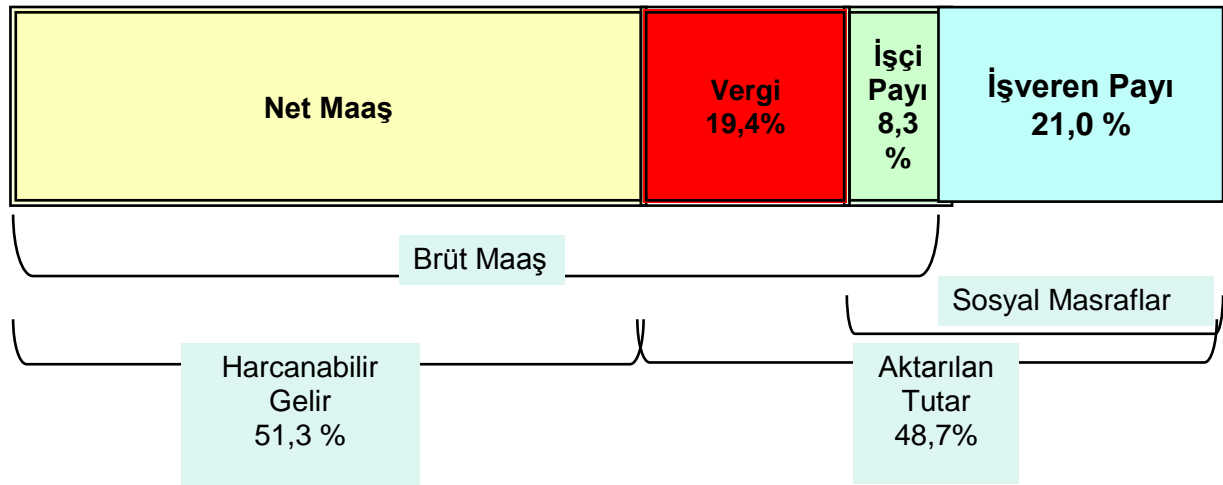 Net Maaş
Vergi
19,4%
İşçi
Payı
8,3
%
İşveren Payı
21,0 %
Brüt Maaş
Sosyal Masraflar
Harcanabilir
Gelir
51,3 %
Aktarılan
Tutar
48,7%